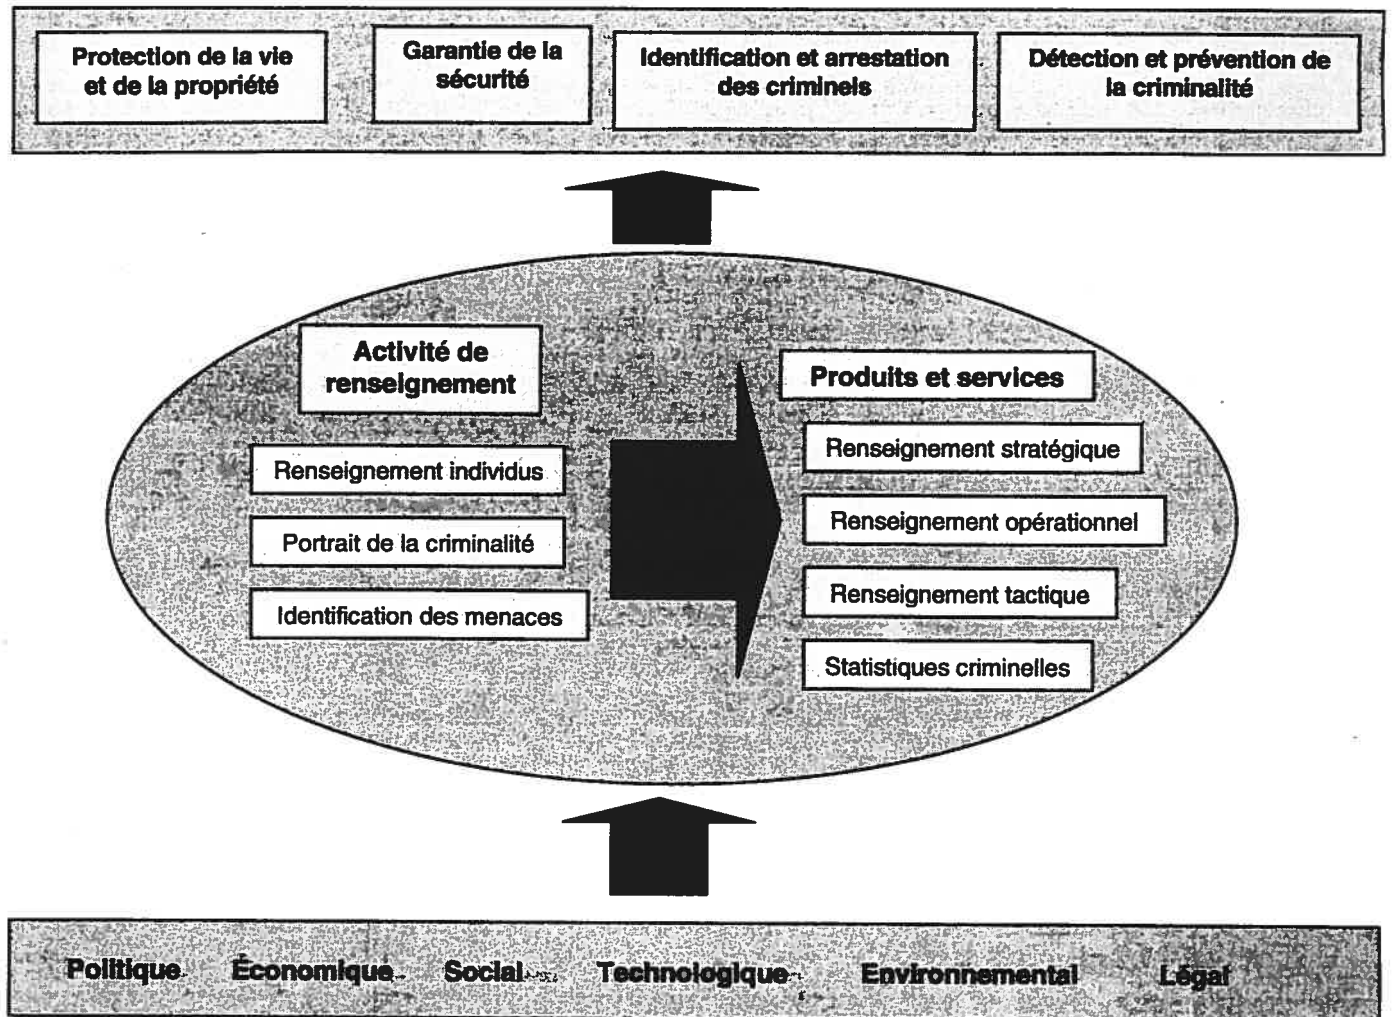 Protection de la vie
et de la propriété
Garantie de la
sécurité
Identification et arrestation
des criminels
Détection et prévention de
la criminalité
Activité de
renseignement
Renseignement individus
Portrait de la criminalité
Identification des menaces
Produits et services
Renseignement stratégique
Renseignement opérationnel
Renseignement tactique
Statistiques criminelles
Politique Économique Social Technologique Environnemental Légal